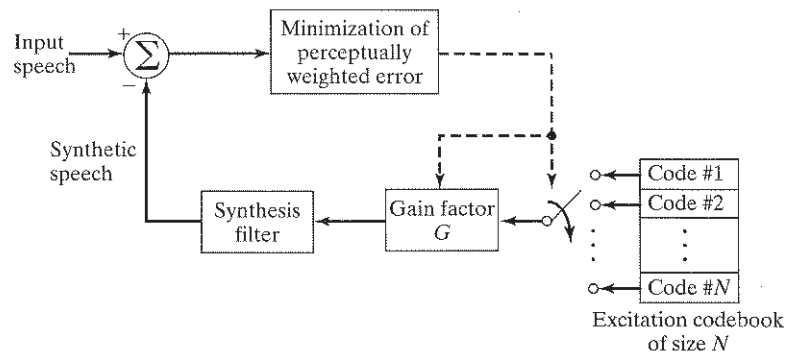 Input
speech
+
Σ
−
Minimization of
perceptually
weighted error
Synthetic
speech
Synthesis
filter
Gain factor
G
Code #1
Code #2
Code #N
Excitation codebook
of size N